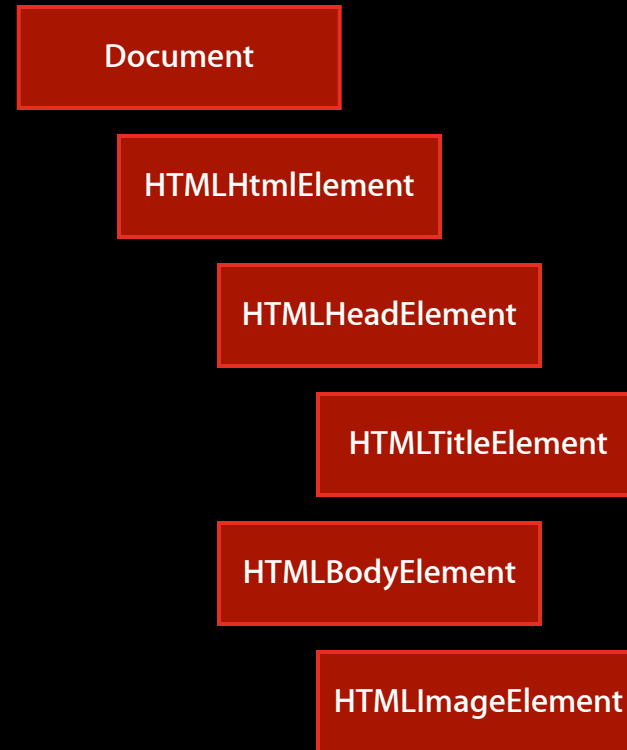 Document
HTMLHtmlElement
HTMLHeadElement
HTMLTitleElement
HTMLBodyElement
HTMLImageElement